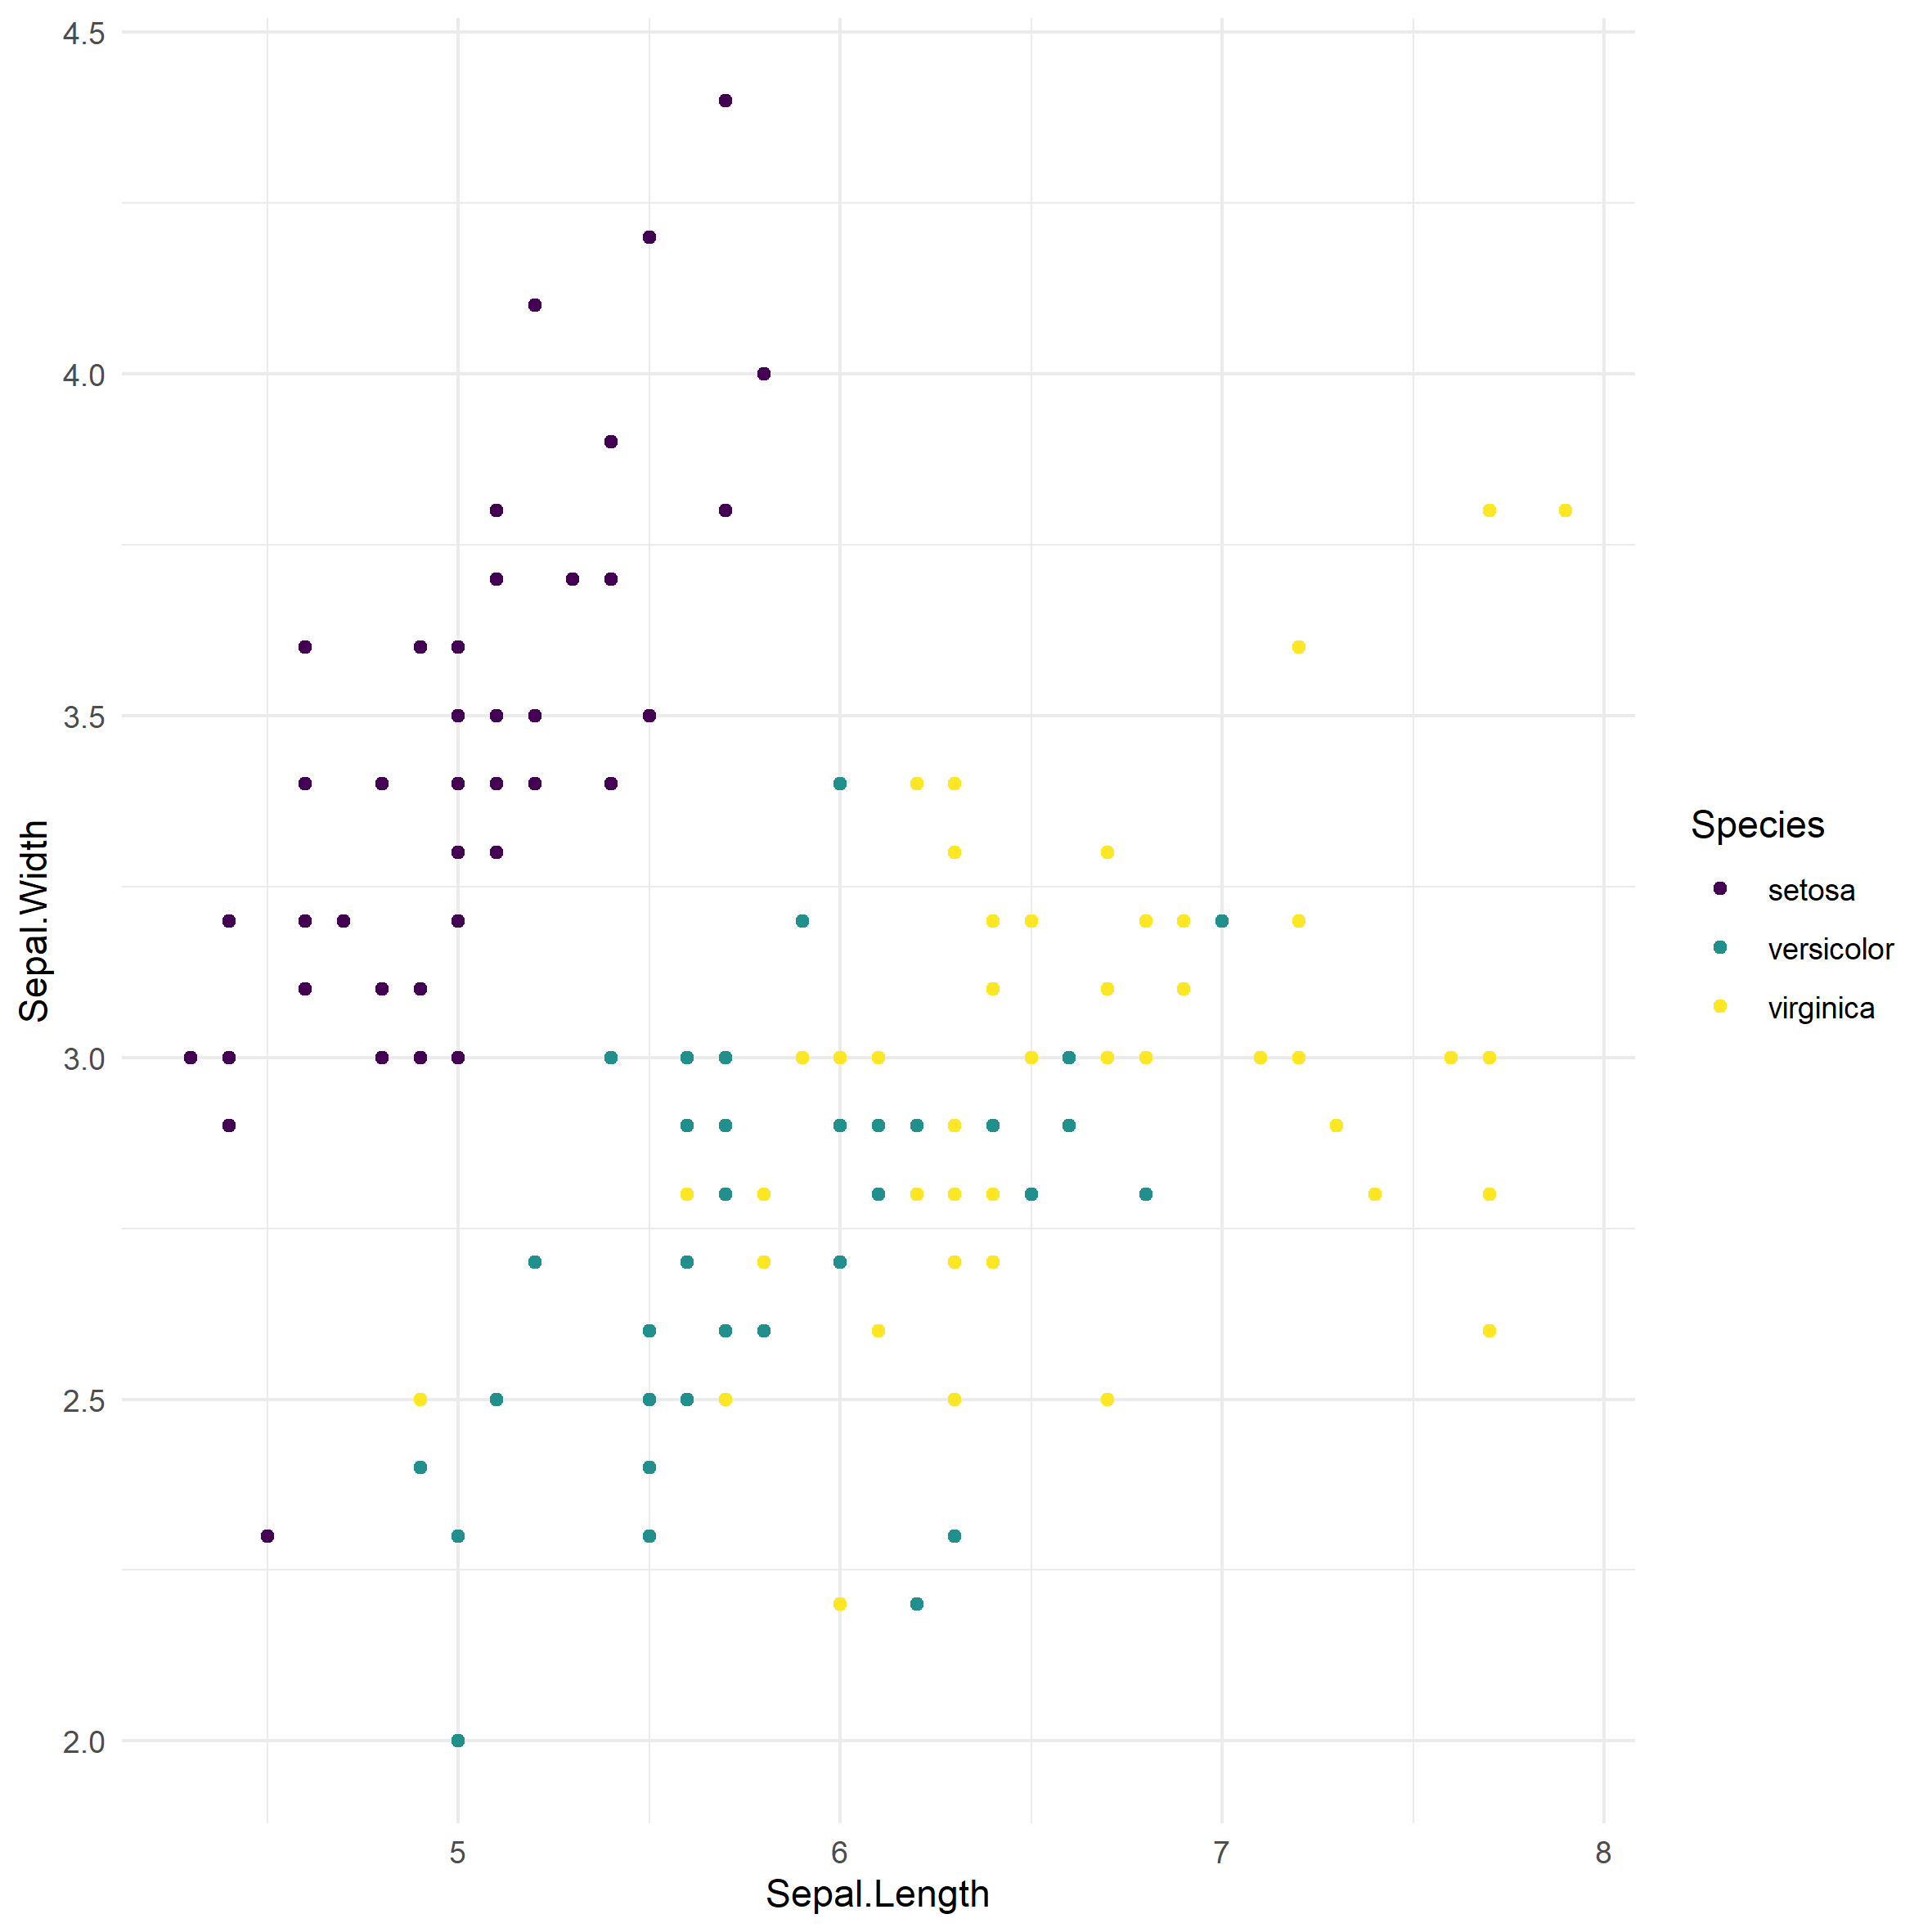 4.5
4.0
3.5
3.0
2.5
2.0
Sepal.Width
5 6 7 8
Sepal.Length
Species
setosa
versicolor
virginica